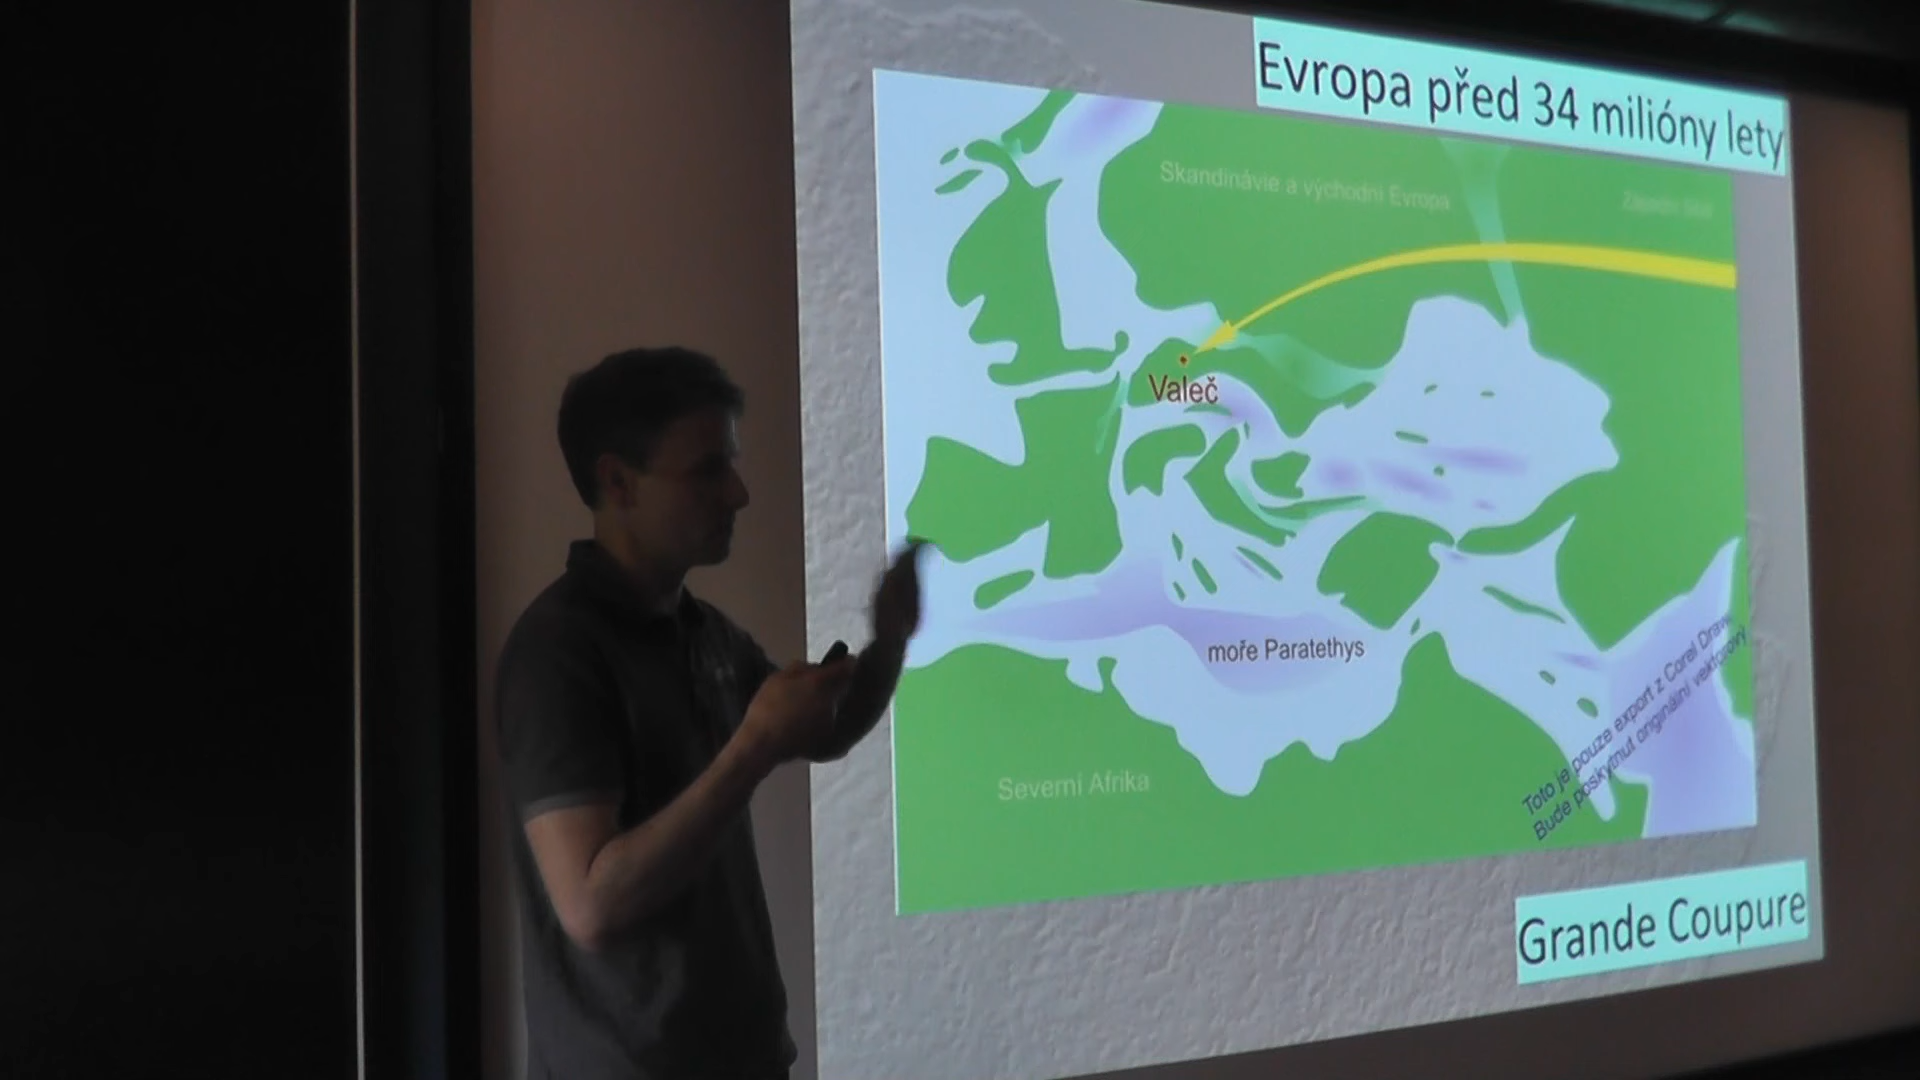 Evropa před 34 milióny lety
Skandinávie a východní Evropa
Valeč
moře Paratethys
Severní Afrika
Toto je pouze export z Corel Draw
Bude poskytnut originální vektorový
Grande Coupure